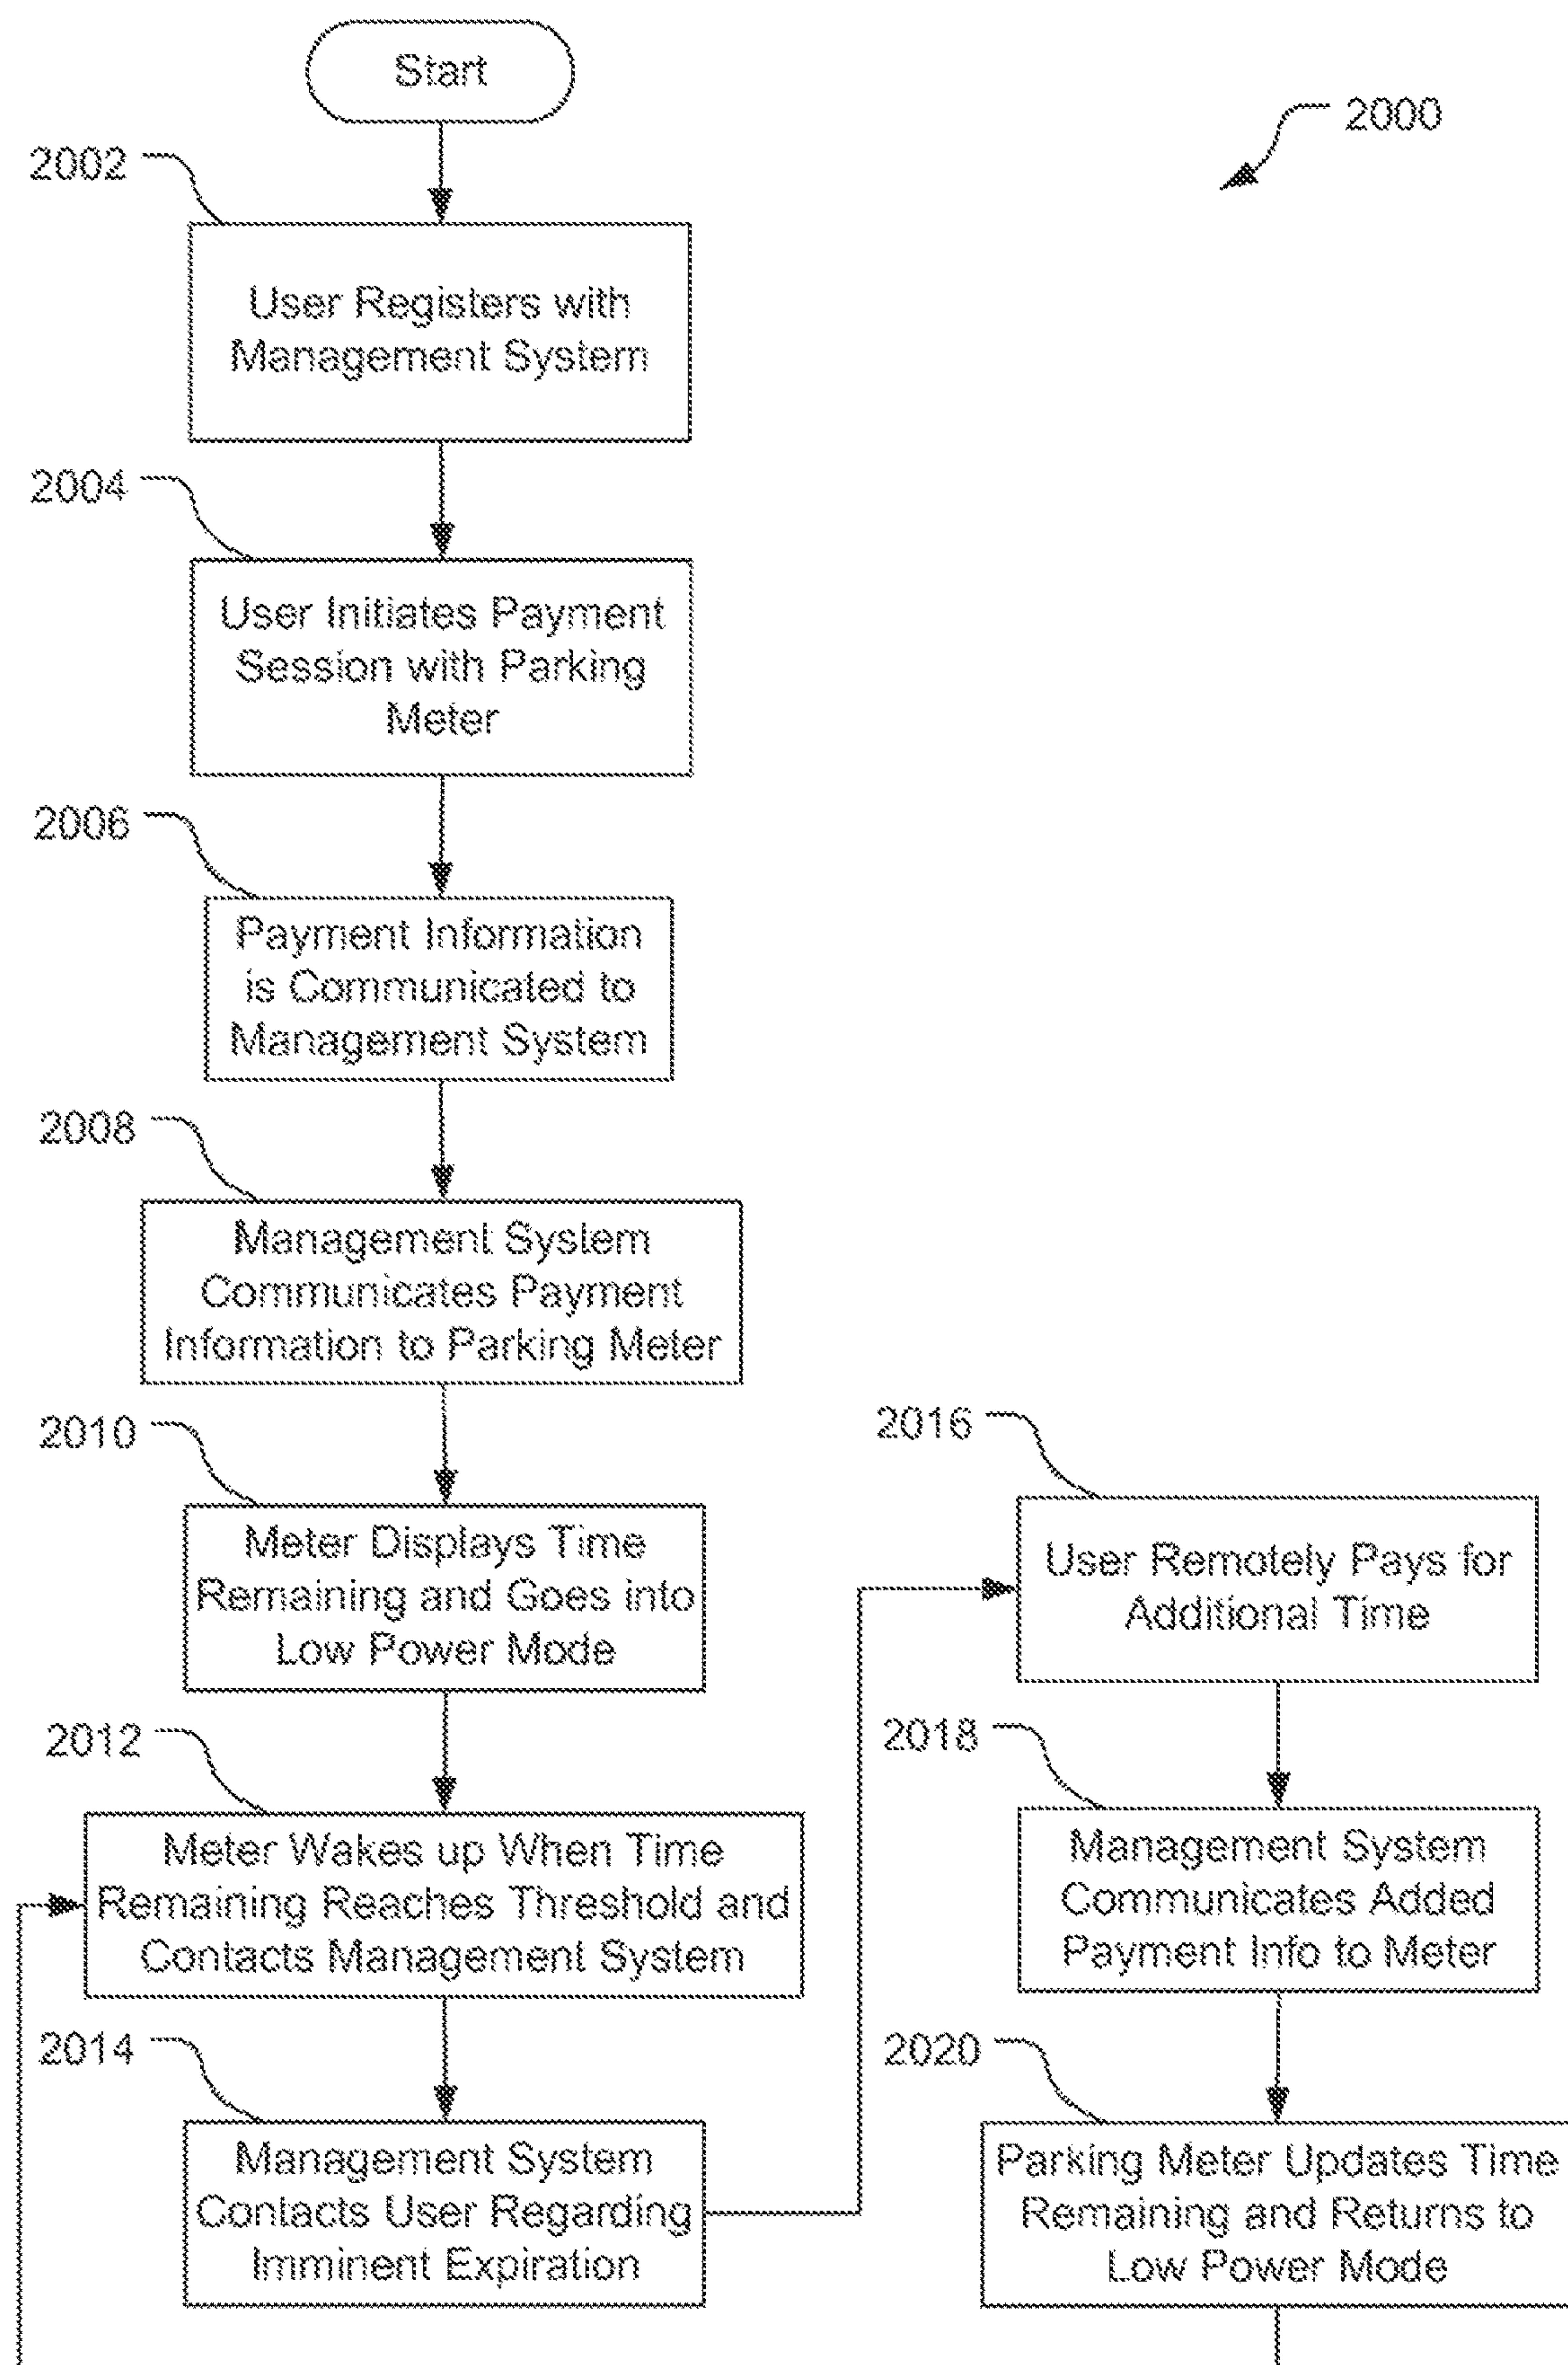 Start
2000
2002
User Registers with
Management System
2004
User Initiates Payment
Session with Parking
Meter
2006
Payment Information
is Communicated to
Management System
2008
Management System
Communicates Payment
Information to Parking Meter
2010
Meter Displays Time
Remaining and Goes into
Low Power Mode
2012
Meter Wakes up When Time
Remaining Reaches Threshold and
Contacts Management System
2014
Management System
Contacts User Regarding
Imminent Expiration
2016
User Remotely Pays for
Additional Time
2018
Management System
Communicates Added
Payment Info to Meter
2020
Parking Meter Updates Time
Remaining and Returns to
Low Power Mode